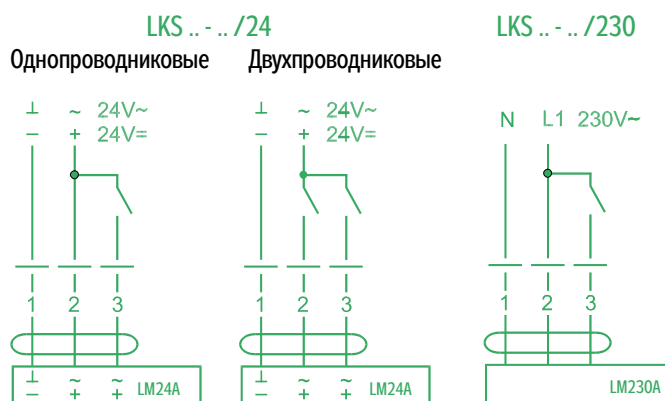 LKS .. - .. /24
LKS .. - .. /230
Однопроводниковые
Двухпроводниковые
⊥ ~ 24V~
– + 24V=
⊥ ~ 24V~
– + 24V=
N L1 230V~
1 2 3
1 2 3
1 2 3
⊥ ~ ~
– + + LM24A
⊥ ~ ~
– + + LM24A
LM230A